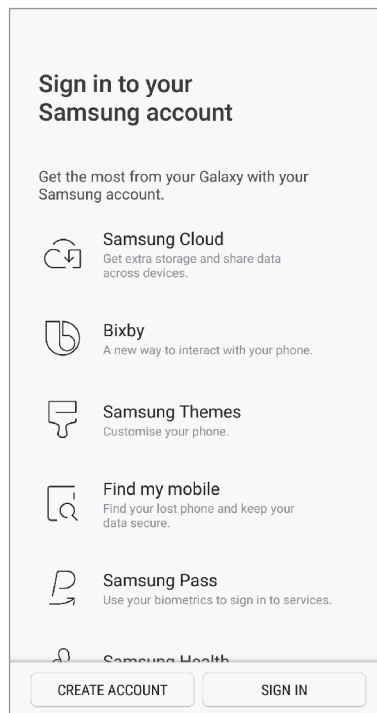 Sign in to your
Samsung account
Get the most from your Galaxy with your
Samsung account.
Samsung Cloud
Get extra storage and share data
across devices.
Bixby
A new way to interact with your phone.
Samsung Themes
Customise your phone.
Find my mobile
Find your lost phone and keep your
data secure.
Samsung Pass
Use your biometrics to sign in to services.
Samsung Health
CREATE ACCOUNT
SIGN IN